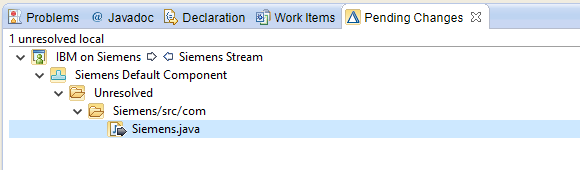 Problems @ Javadoc Declaration Work Items Pending Changes
1 unresolved local
IBM on Siemens Siemens Stream
Siemens Default Component
Unresolved
Siemens/src/com
Siemens.java